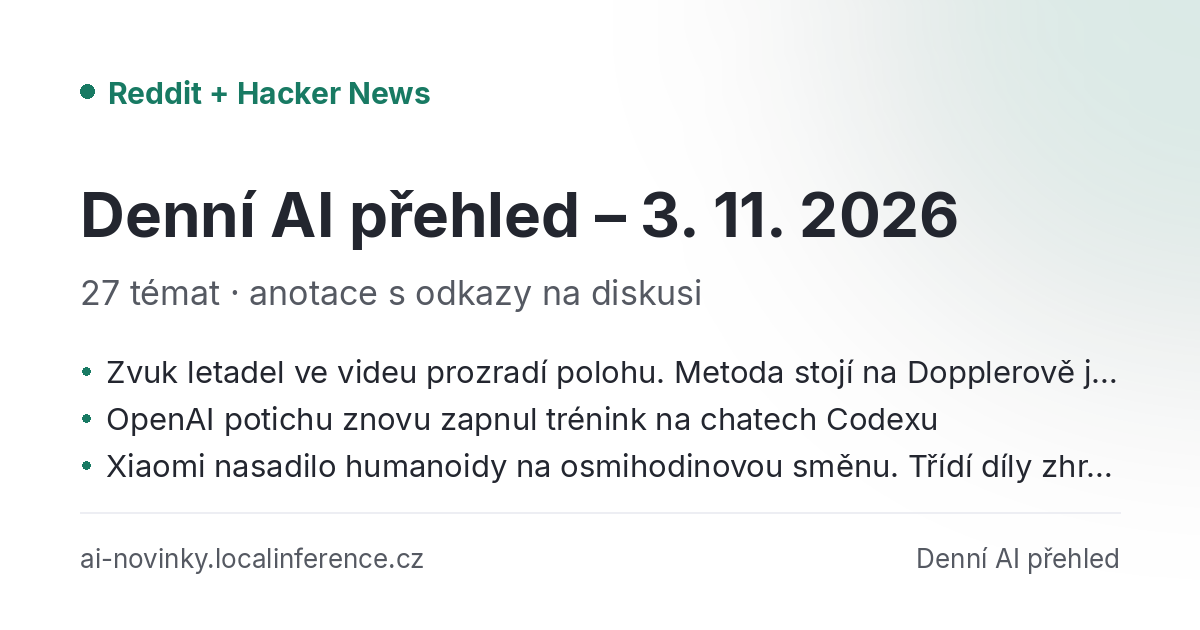 Reddit + Hacker News
Denní AI přehled – 3. 11. 2026
27 témat · anotace s odkazy na diskusi
• Zvuk letadel ve videu prozradí polohu. Metoda stojí na Dopplerově j…
• OpenAI potichu znovu zapnul trénink na chatech Codexu
• Xiaomi nasadilo humanoidy na osmihodinovou směnu. Třídí díly zhr…
ai-novinky.localinference.cz
Denní AI přehled